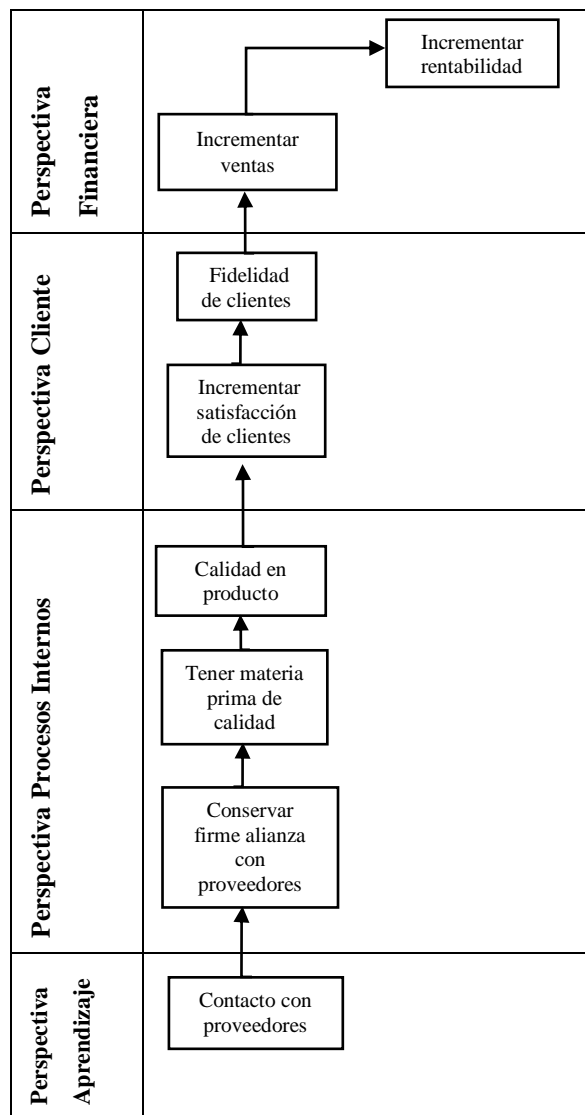 Perspectiva
Financiera
Incrementar
rentabilidad
Incrementar
ventas
Perspectiva Cliente
Fidelidad
de clientes
Incrementar
satisfacción
de clientes
Perspectiva Procesos Internos
Calidad en
producto
Tener materia
prima de
calidad
Conservar
firme alianza
con
proveedores
Perspectiva
Aprendizaje
Contacto con
proveedores